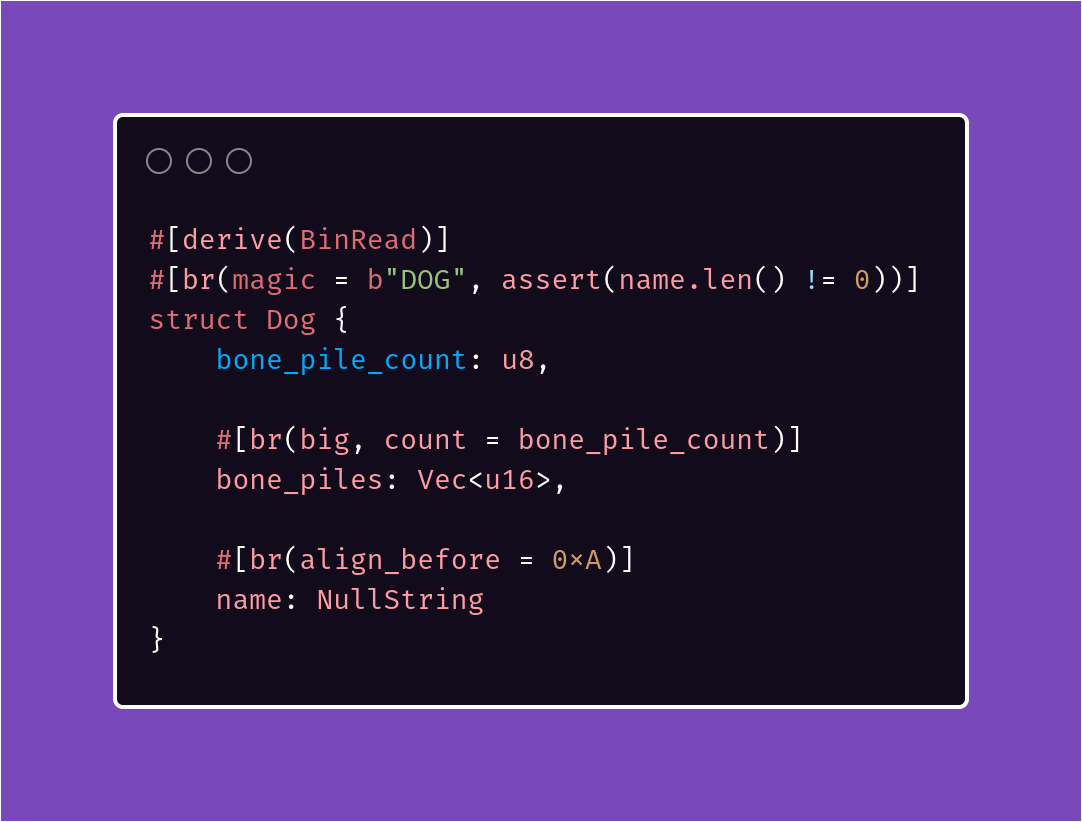 #[derive(BinRead)]
#[br(magic = b"DOG", assert(name.len() != 0))]
struct Dog {
    bone_pile_count: u8,

    #[br(big, count = bone_pile_count)]
    bone_piles: Vec<u16>,

    #[br(align_before = 0xA)]
    name: NullString
}